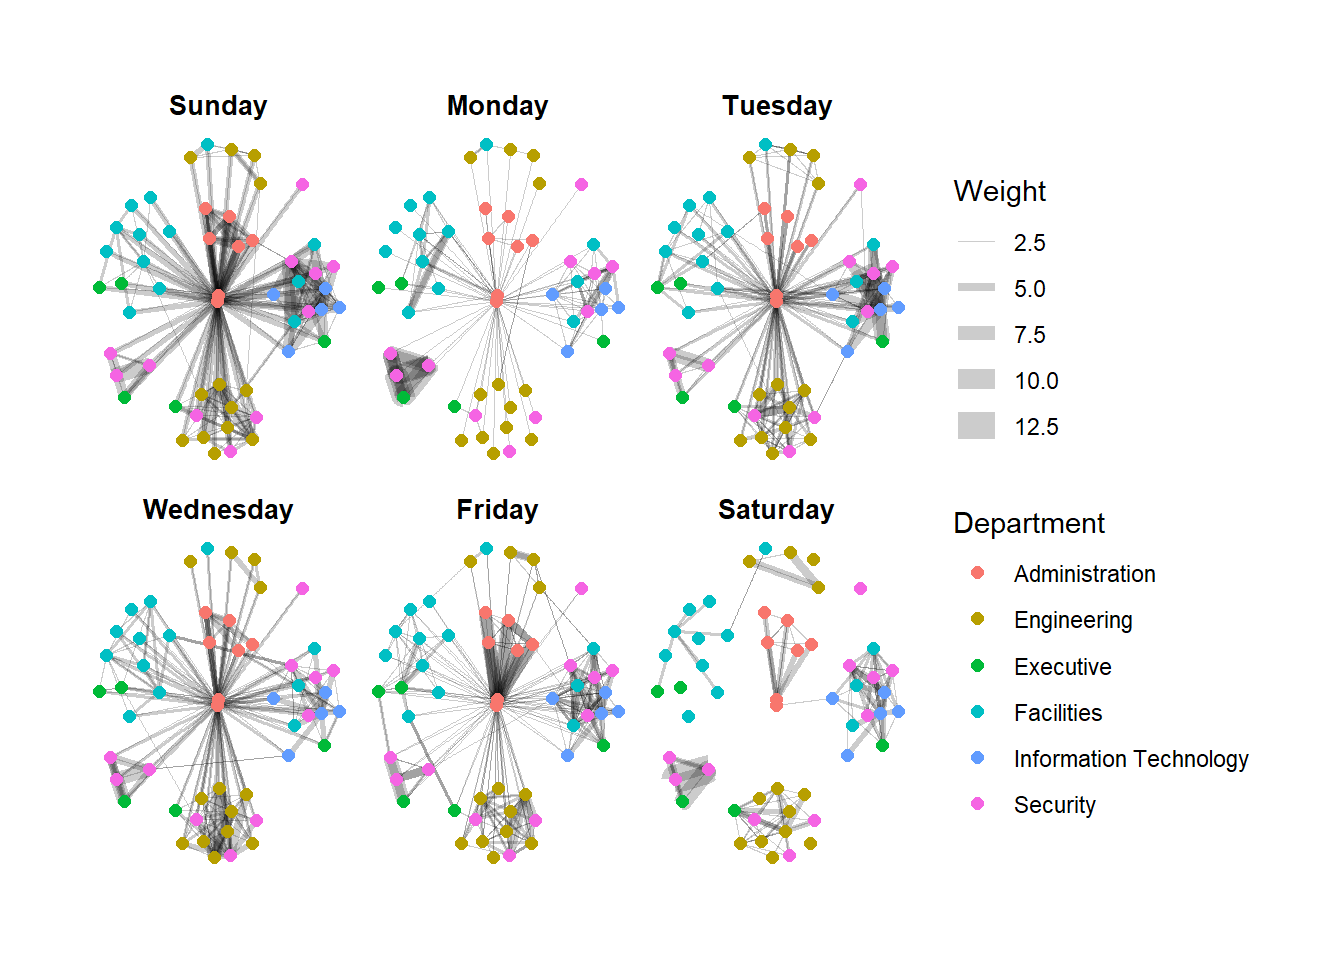 Sunday
Monday
Tuesday
Wednesday
Friday
Saturday
Weight
2.5
5.0
7.5
10.0
12.5
Department
Administration
Engineering
Executive
Facilities
Information Technology
Security